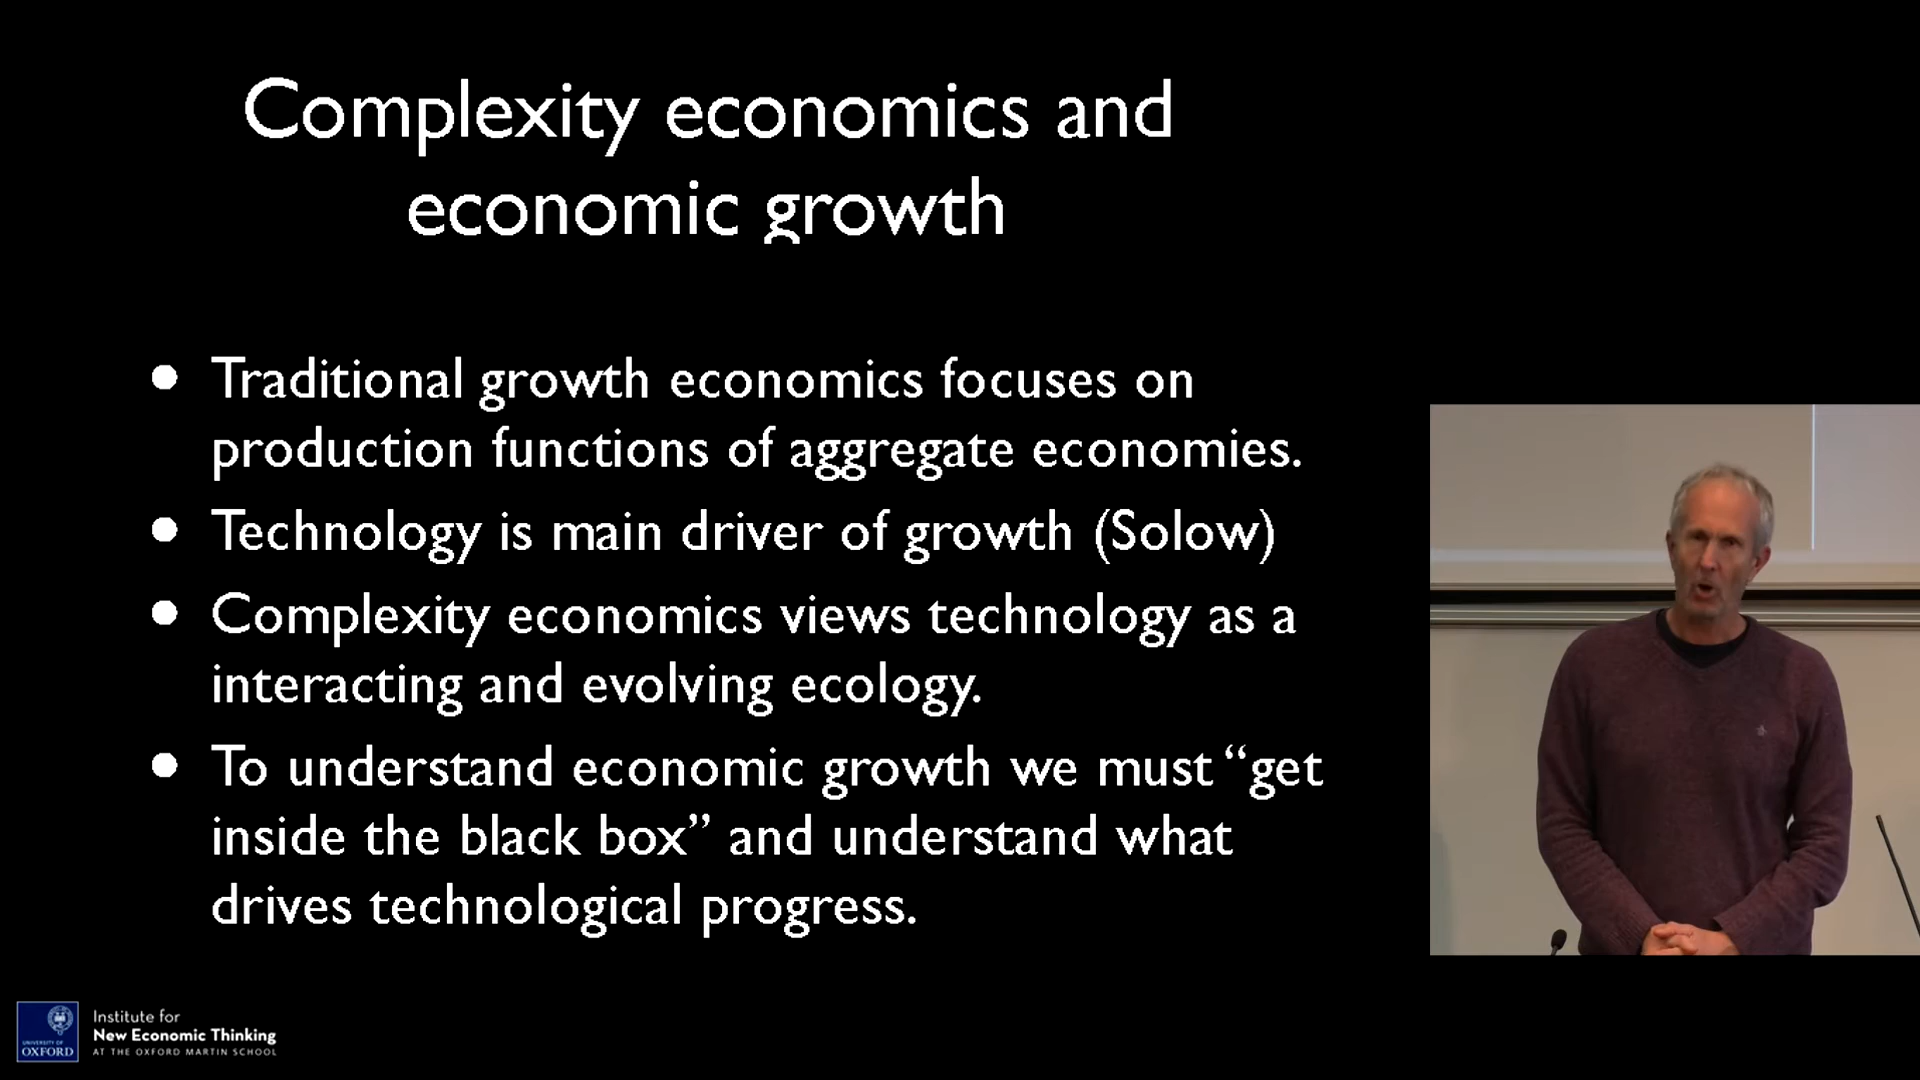 Complexity economics and
economic growth
• Traditional growth economics focuses on
production functions of aggregate economies.
• Technology is main driver of growth (Solow)
• Complexity economics views technology as a
interacting and evolving ecology.
• To understand economic growth we must “get
inside the black box” and understand what
drives technological progress.
UNIVERSITY OF
OXFORD
Institute for
New Economic Thinking
AT THE OXFORD MARTIN SCHOOL